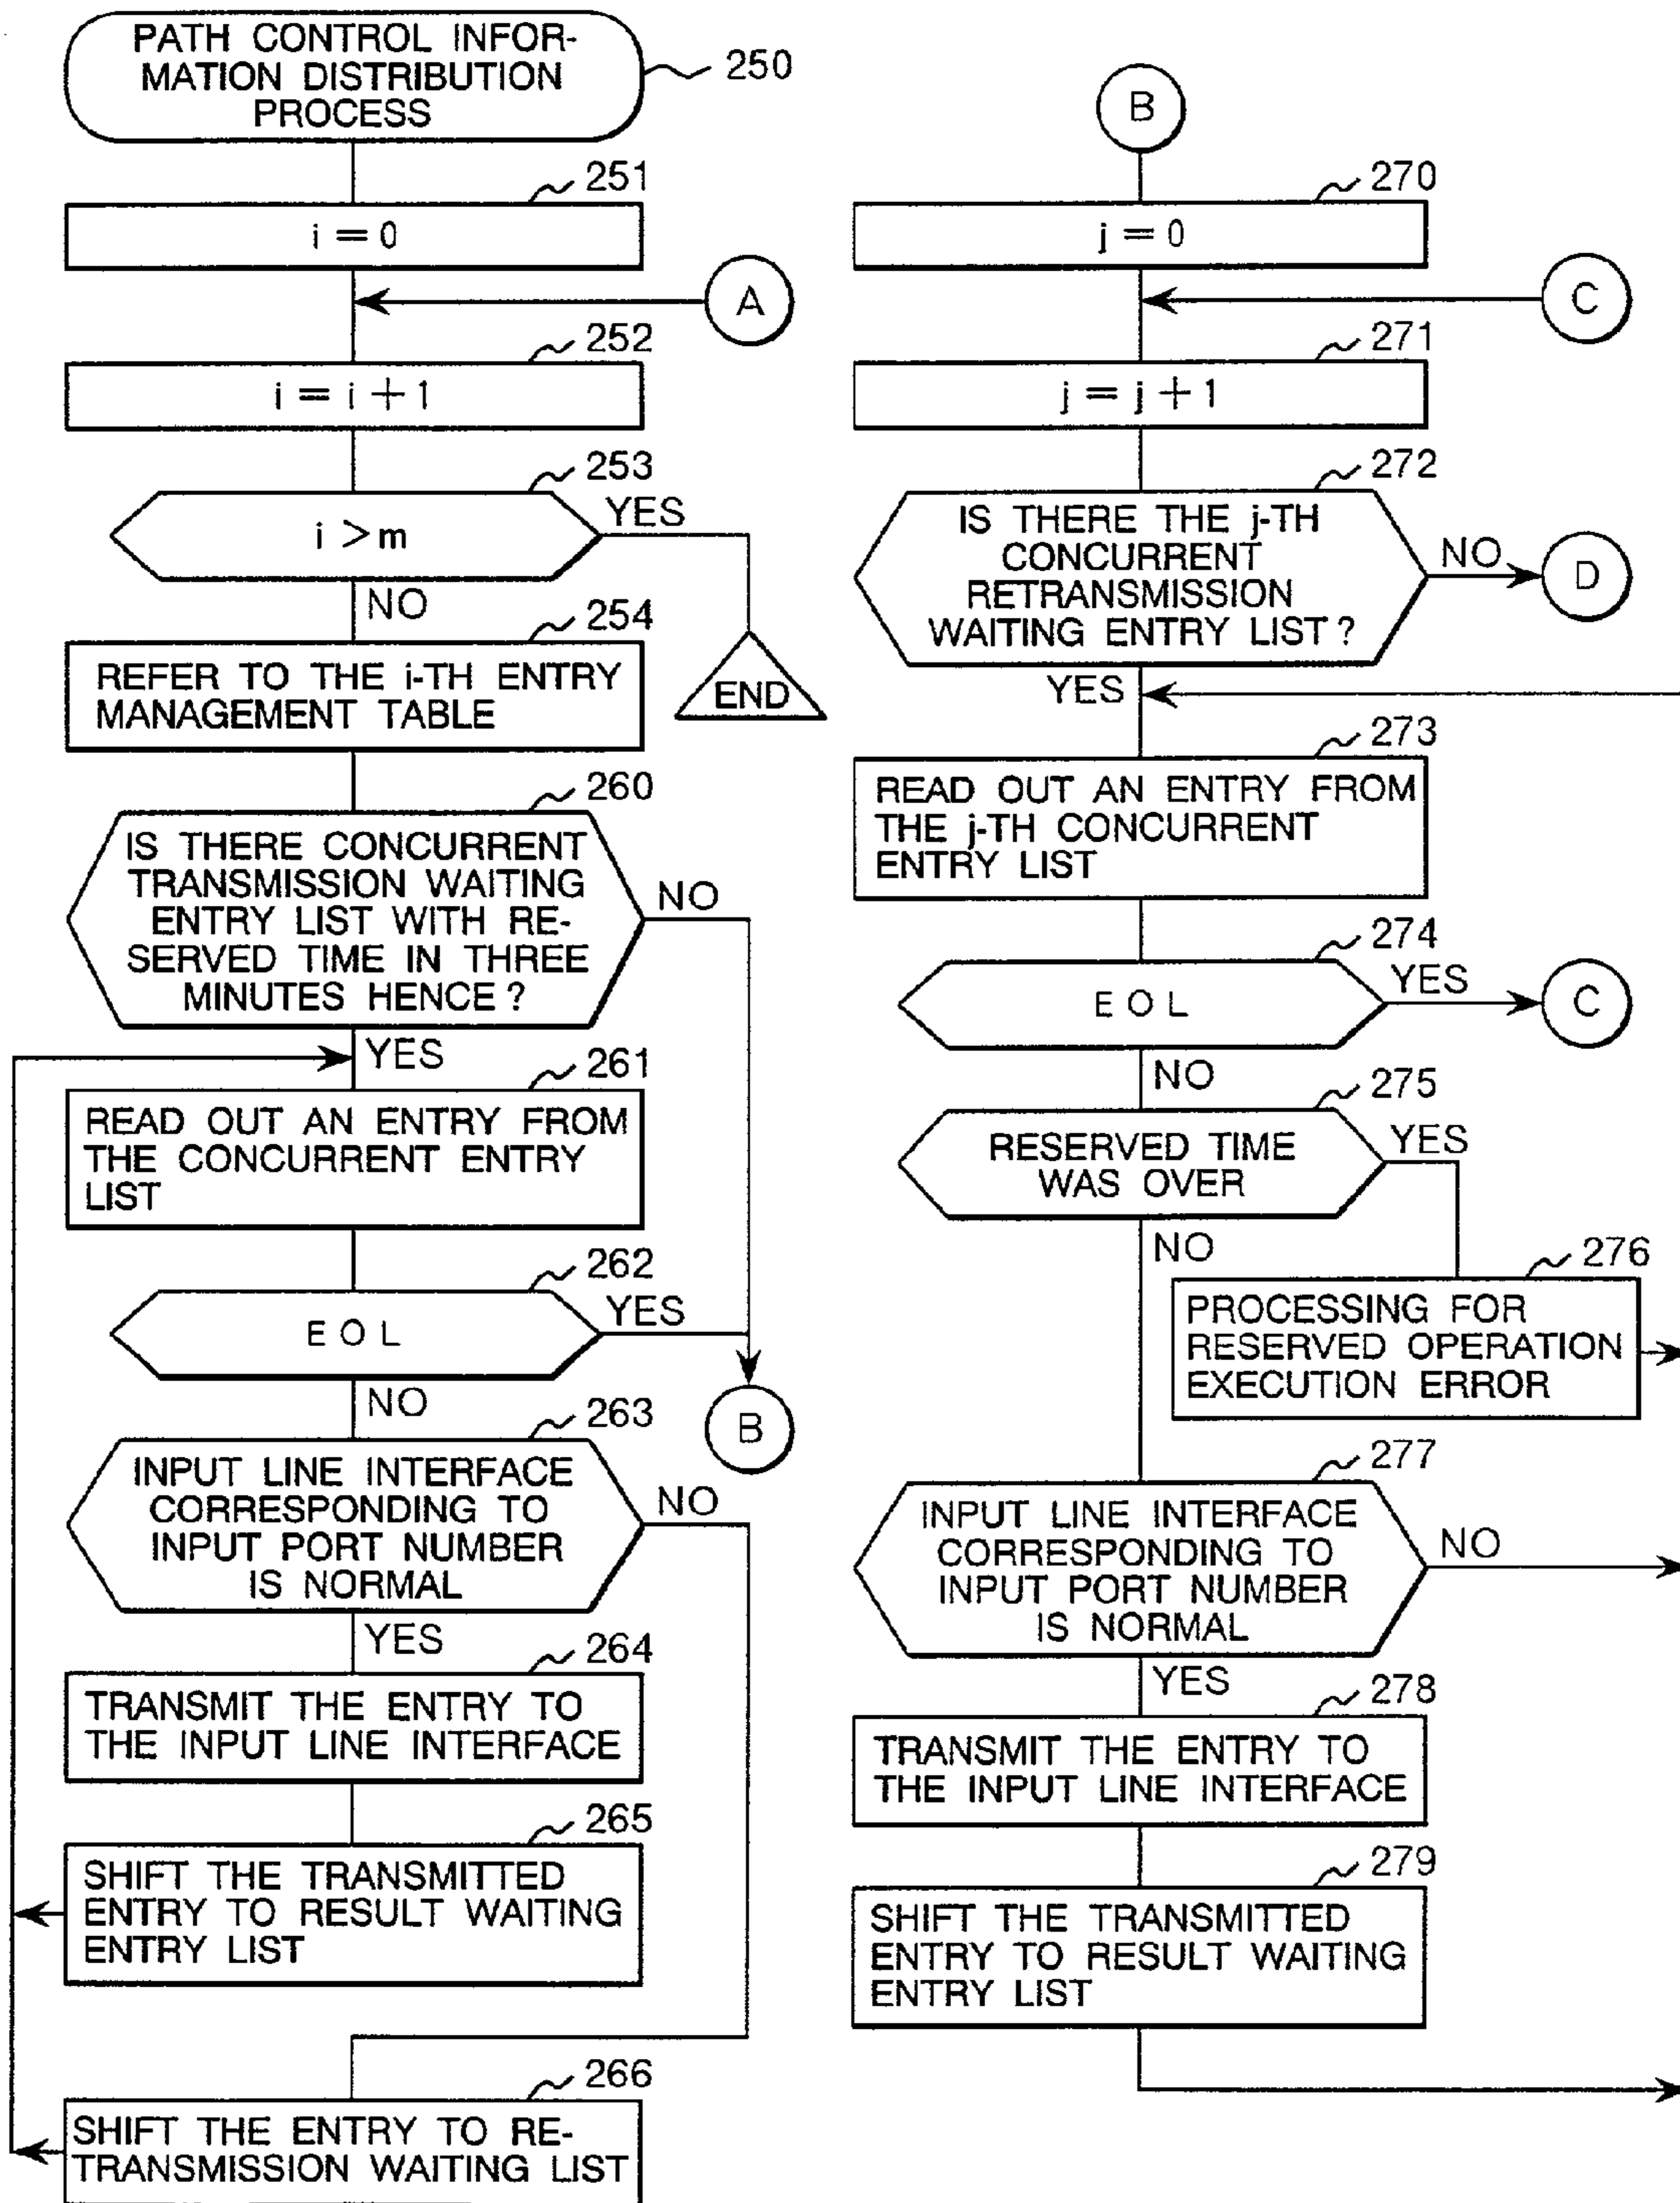 PATH CONTROL INFOR-
MATION DISTRIBUTION
PROCESS
250
251
i = 0
A
252
i = i + 1
253
i > m
YES
NO
254
REFER TO THE i-TH ENTRY
MANAGEMENT TABLE
END
260
IS THERE CONCURRENT
TRANSMISSION WAITING
ENTRY LIST WITH RE-
SERVED TIME IN THREE
MINUTES HENCE ?
NO
YES
261
READ OUT AN ENTRY FROM
THE CONCURRENT ENTRY
LIST
262
E O L
YES
NO
B
263
INPUT LINE INTERFACE
CORRESPONDING TO
INPUT PORT NUMBER
IS NORMAL
NO
YES
264
TRANSMIT THE ENTRY TO
THE INPUT LINE INTERFACE
265
SHIFT THE TRANSMITTED
ENTRY TO RESULT WAITING
ENTRY LIST
266
SHIFT THE ENTRY TO RE-
TRANSMISSION WAITING LIST
B
270
j = 0
C
271
j = j + 1
272
IS THERE THE j-TH
CONCURRENT
RETRANSMISSION
WAITING ENTRY LIST ?
NO
D
YES
273
READ OUT AN ENTRY FROM
THE j-TH CONCURRENT
ENTRY LIST
274
E O L
YES
C
NO
275
RESERVED TIME
WAS OVER
YES
NO
276
PROCESSING FOR
RESERVED OPERATION
EXECUTION ERROR
277
INPUT LINE INTERFACE
CORRESPONDING TO
INPUT PORT NUMBER
IS NORMAL
NO
YES
278
TRANSMIT THE ENTRY TO
THE INPUT LINE INTERFACE
279
SHIFT THE TRANSMITTED
ENTRY TO RESULT WAITING
ENTRY LIST